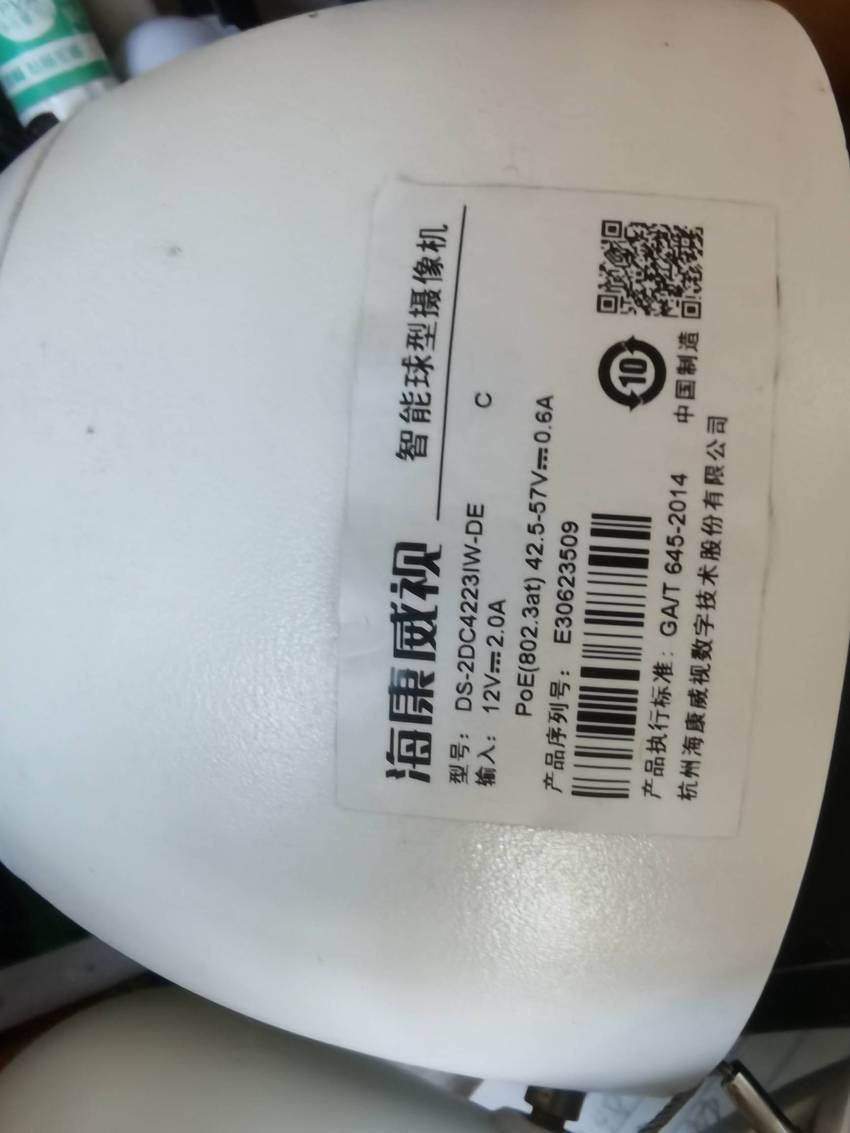 海康威视 智能球型摄像机
型号： DS-2DC4223IW-DE C
输入： 12V⎓2.0A
PoE(802.3at) 42.5-57V⎓0.6A
产品序列号： E30623509
10
产品执行标准： GA/T 645-2014 中国制造
杭州海康威视数字技术股份有限公司